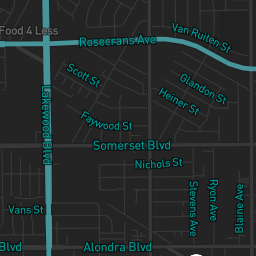 Van Ruiten St
Food 4 Less
Rosecrans Ave
Scott St
Glandon St
Heiner St
Lakewood Blvd
Faywood St
Somerset Blvd
Nichols St
Stevens Ave
Ryon Ave
Blaine Ave
Vans St
Blvd
Alondra Blvd